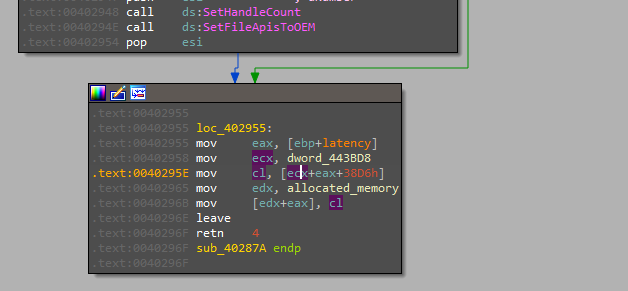 .text:00402948 call ds:SetHandleCount
.text:0040294E call ds:SetFileApisToOEM
.text:00402954 pop esi
.text:00402955
.text:00402955 loc_402955:
.text:00402955 mov eax, [ebp+latency]
.text:00402958 mov ecx, dword_443BD8
.text:0040295E mov cl, [ecx+eax+38D6h]
.text:00402965 mov edx, allocated_memory
.text:0040296B mov [edx+eax], cl
.text:0040296E leave
.text:0040296F retn 4
.text:0040296F sub_40287A endp
.text:0040296F